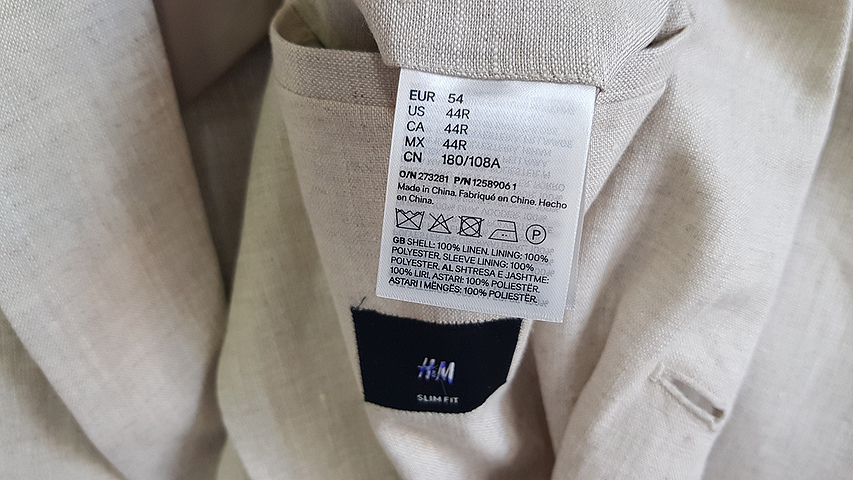 EUR 54
US 44R
CA 44R
MX 44R
CN 180/108A
O/N 273281 P/N 1258906 1
Made in China. Fabriqué en Chine. Hecho
en China.
P
GB SHELL: 100% LINEN. LINING: 100%
POLYESTER. SLEEVE LINING: 100%
POLYESTER. AL SHTRESA E JASHTME:
100% LIRI, ASTARI: 100% POLIESTËR.
ASTARI I MËNGËS: 100% POLIESTËR.
H&M
SLIM FIT